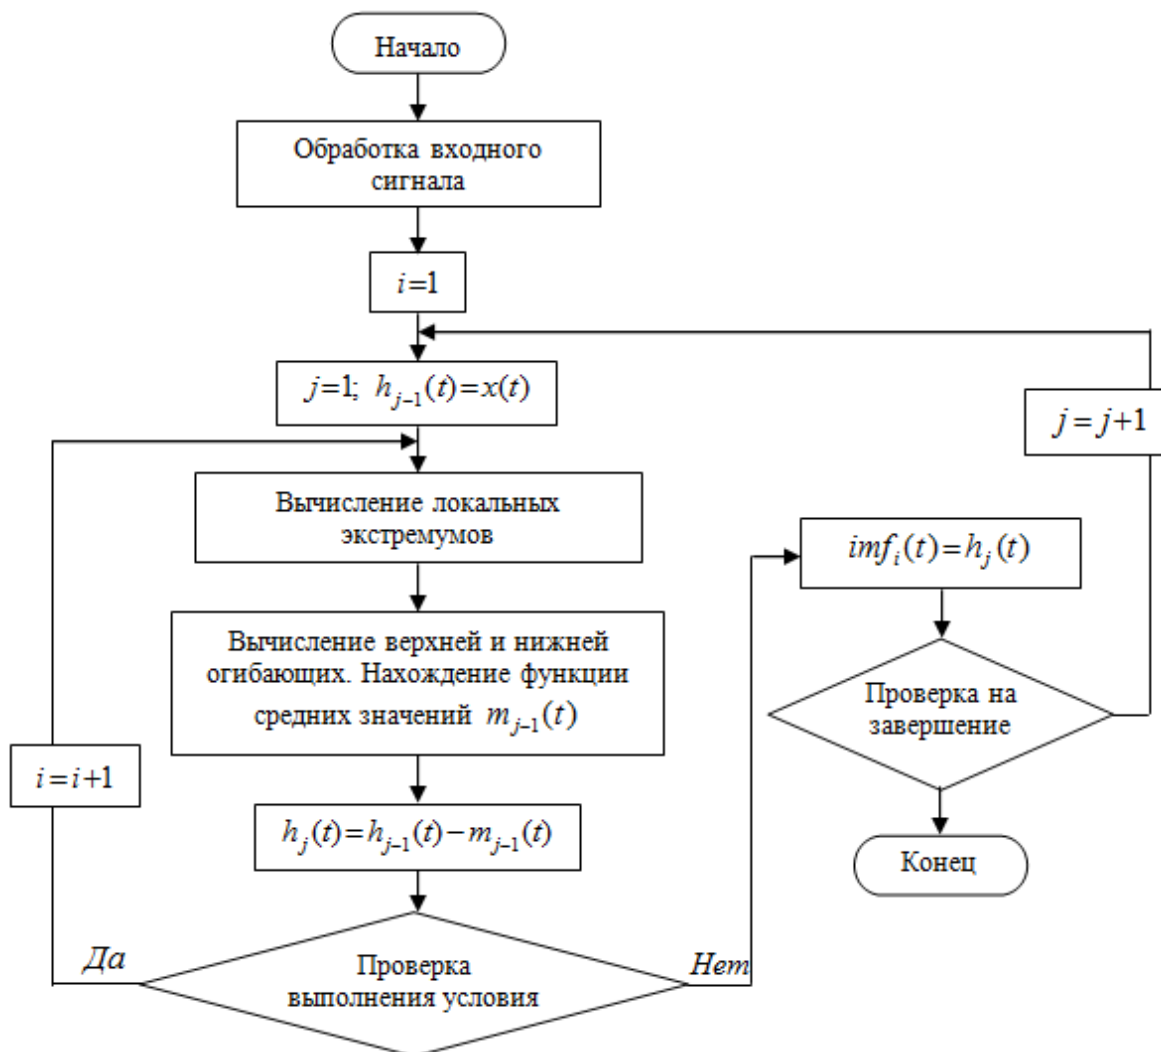 Начало
Обработка входного
сигнала
i=1
j=1; h_{j-1}(t)=x(t)
j=j+1
Вычисление локальных
экстремумов
imf_i(t)=h_j(t)
Вычисление верхней и нижней
огибающих. Нахождение функции
средних значений m_{j-1}(t)
Проверка на
завершение
i=i+1
h_j(t)=h_{j-1}(t)-m_{j-1}(t)
Конец
Да
Проверка
выполнения условия
Нет